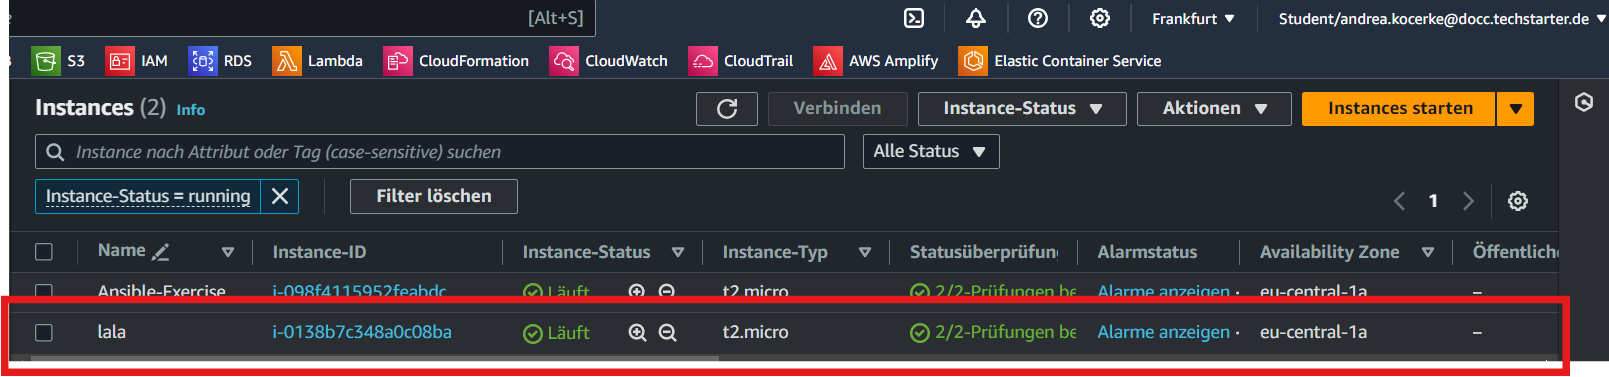 [Alt+S] Frankfurt ▼ Student/andrea.kocerke@docc.techstarter.de ▼
S3 IAM RDS Lambda CloudFormation CloudWatch CloudTrail AWS Amplify Elastic Container Service
Instances (2) Info Verbinden Instance-Status ▼ Aktionen ▼ Instances starten ▼
Instance nach Attribut oder Tag (case-sensitive) suchen Alle Status ▼
Instance-Status = running Filter löschen 1
Name Instance-ID Instance-Status Instance-Typ Statusüberprüfun Alarmstatus Availability Zone Öffentliche
Ansible-Exercise i-098f4115952feabdc Läuft t2.micro 2/2-Prüfungen be Alarme anzeigen eu-central-1a –
lala i-0138b7c348a0c08ba Läuft t2.micro 2/2-Prüfungen be Alarme anzeigen eu-central-1a –